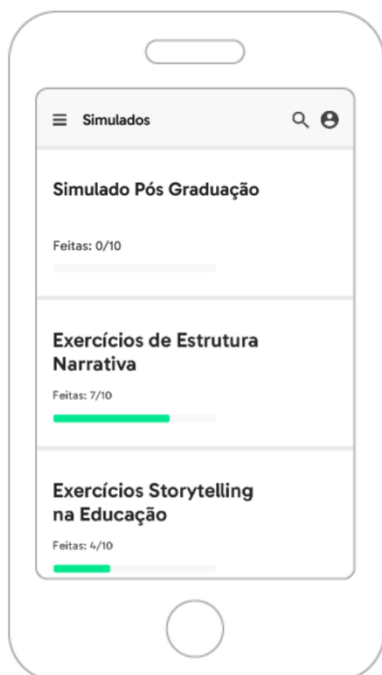 Simulados
Simulado Pós Graduação
Feitas: 0/10
Exercícios de Estrutura
Narrativa
Feitas: 7/10
Exercícios Storytelling
na Educação
Feitas: 4/10